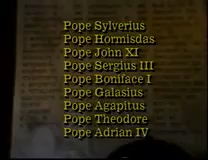 Pope Sylverius
Pope Hormisdas
Pope John XI
Pope Sergius III
Pope Boniface I
Pope Galasius
Pope Agapitus
Pope Theodore
Pope Adrian IV